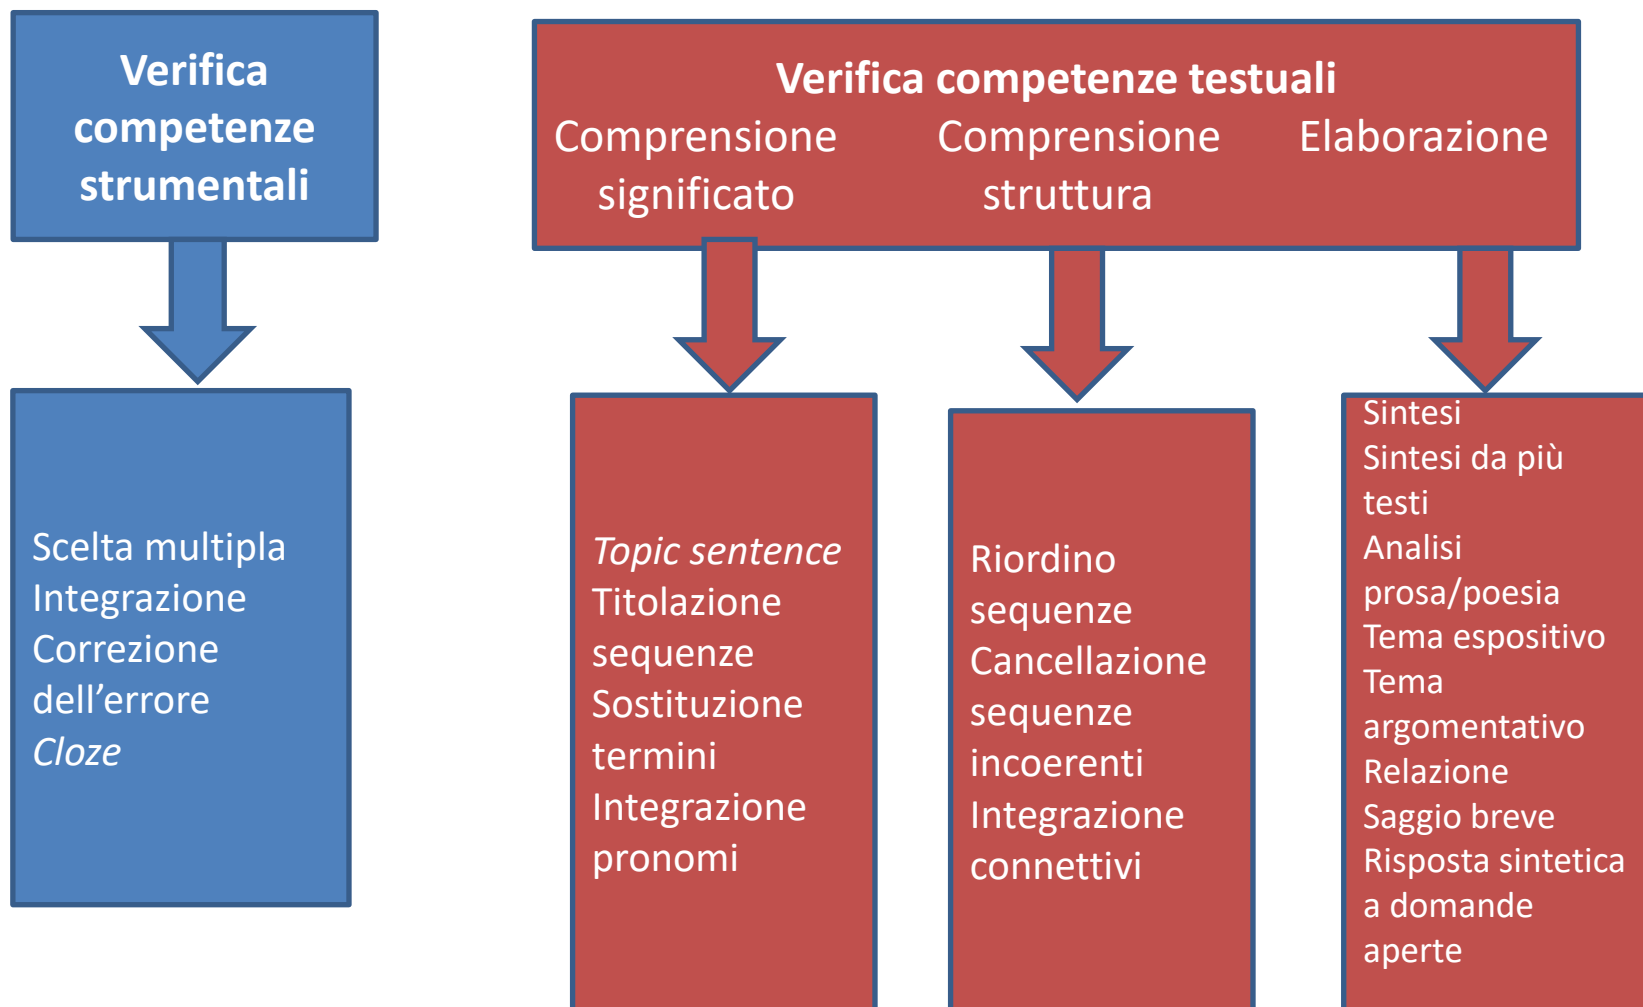 Verifica
competenze
strumentali
Verifica competenze testuali
Comprensione significato
Comprensione struttura
Elaborazione
Scelta multipla
Integrazione
Correzione
dell’errore
Cloze
Topic sentence
Titolazione
sequenze
Sostituzione
termini
Integrazione
pronomi
Riordino
sequenze
Cancellazione
sequenze
incoerenti
Integrazione
connettivi
Sintesi
Sintesi da più
testi
Analisi
prosa/poesia
Tema espositivo
Tema
argomentativo
Relazione
Saggio breve
Risposta sintetica
a domande
aperte